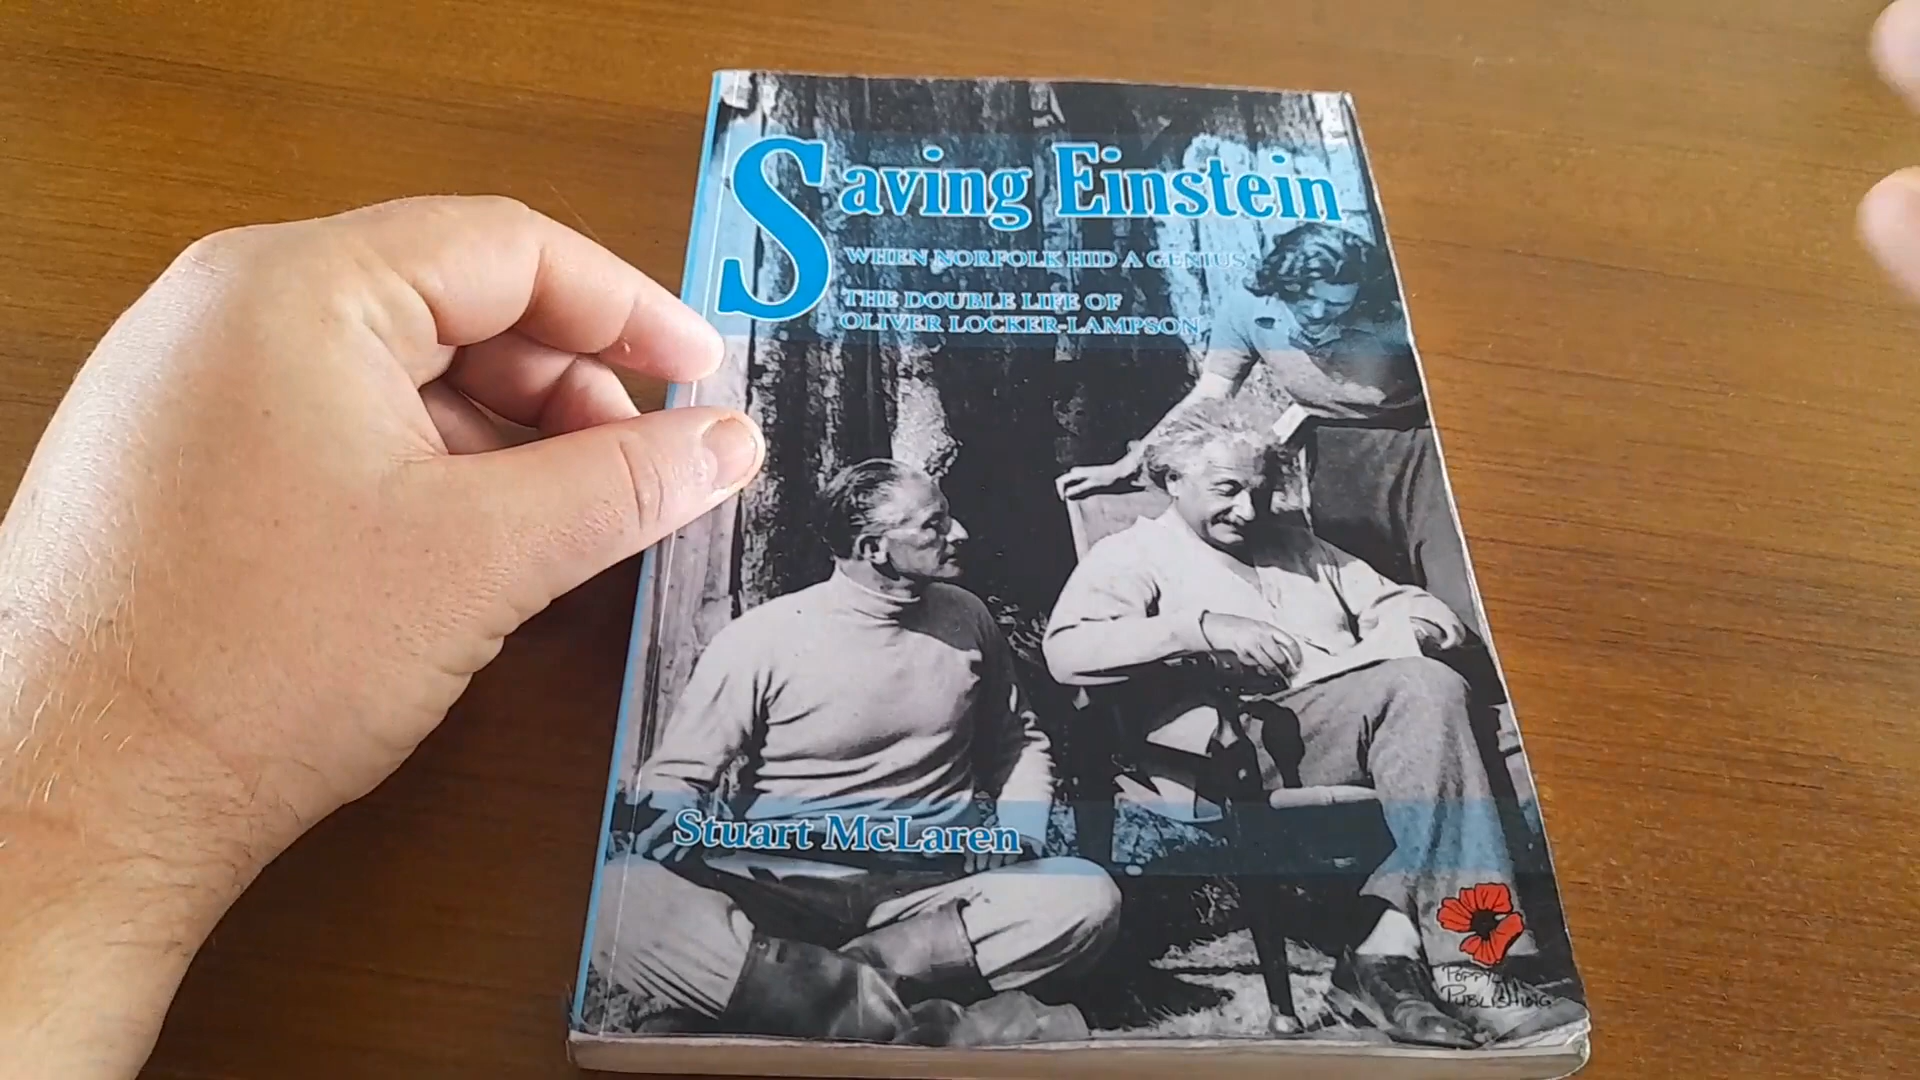 Saving Einstein
WHEN NORFOLK HID A GENIUS
THE DOUBLE LIFE OF
OLIVER LOCKER-LAMPSON
Stuart McLaren
POPPY
PUBLISHING